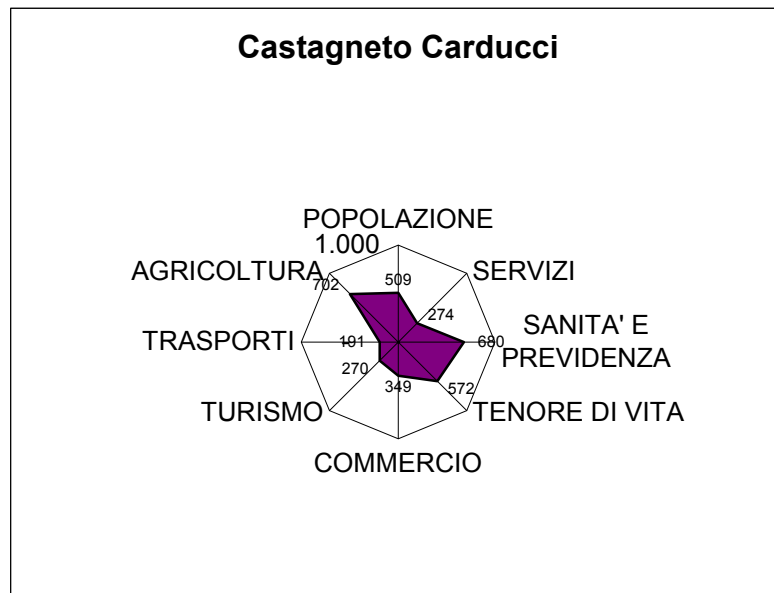 Castagneto Carducci
POPOLAZIONE
1.000
AGRICOLTURA
SERVIZI
702
509
274
TRASPORTI
191
680
SANITA' E
PREVIDENZA
270
349
572
TURISMO
TENORE DI VITA
COMMERCIO